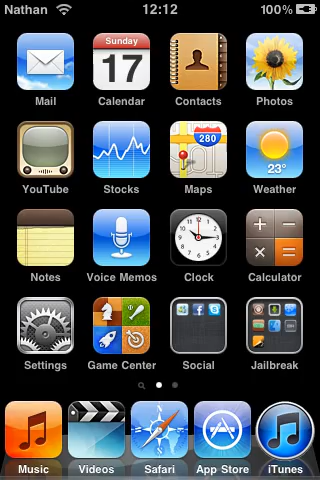 Nathan 12:12 100%
Sunday
17
280
23°
Mail Calendar Contacts Photos
YouTube Stocks Maps Weather
Notes Voice Memos Clock Calculator
Settings Game Center Social Jailbreak
Music Videos Safari App Store iTunes